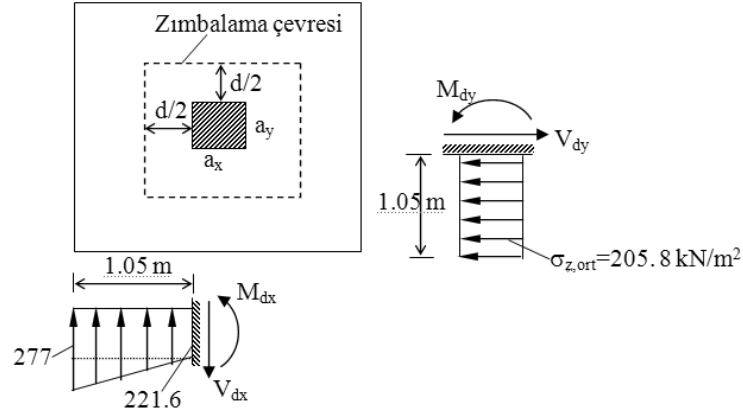 Zımbalama çevresi
d/2
d/2
a_y
a_x
M_dy
V_dy
1.05 m
σ_z,ort=205.8 kN/m²
1.05 m
M_dx
277
221.6
V_dx